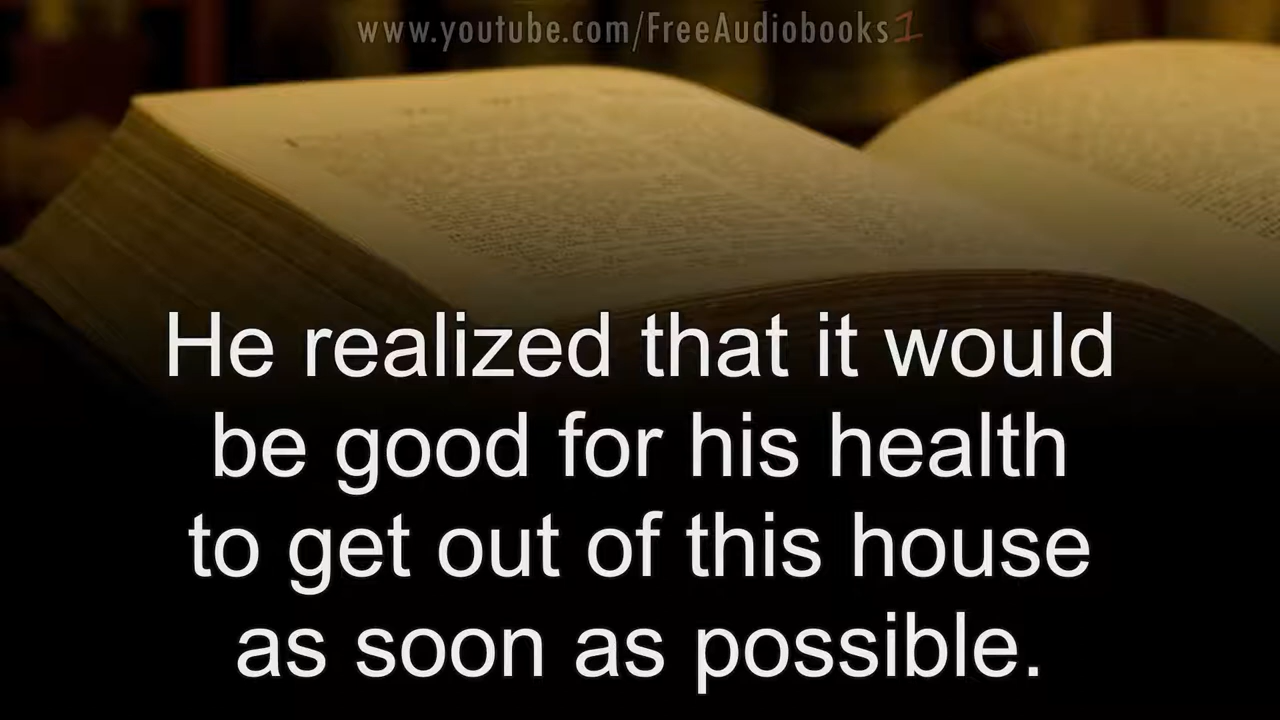 www.youtube.com/FreeAudiobooks1
He realized that it would
be good for his health
to get out of this house
as soon as possible.